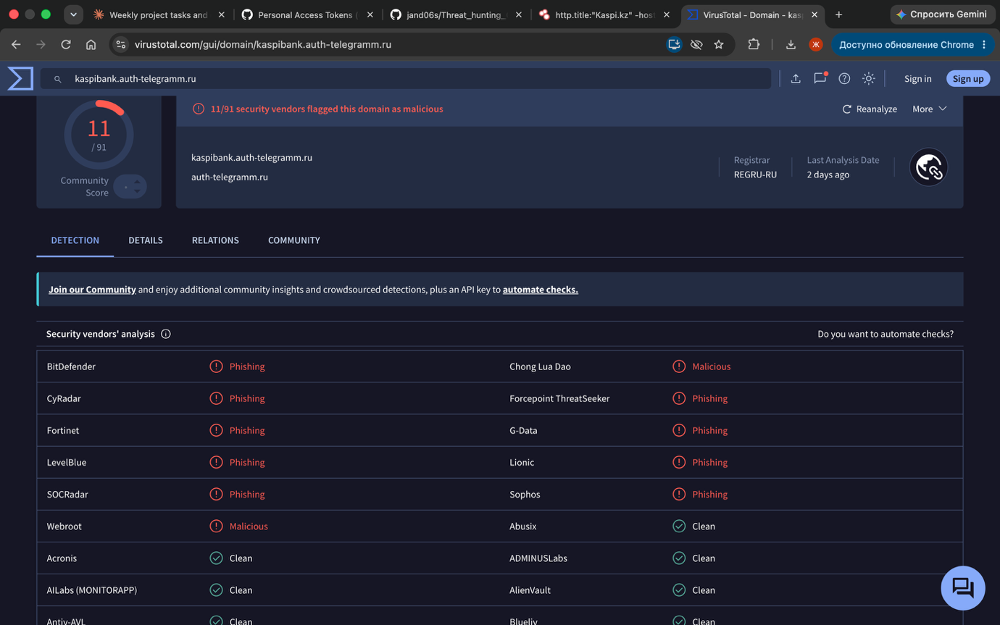 Weekly project tasks and
Personal Access Tokens (
jand06s/Threat_hunting_
http.title:"Kaspi.kz" -hos
VirusTotal - Domain - kas
Спросить Gemini
virustotal.com/gui/domain/kaspibank.auth-telegramm.ru
Ж
Доступно обновление Chrome
kaspibank.auth-telegramm.ru
Sign in
Sign up
11
/ 91
Community
Score
11/91 security vendors flagged this domain as malicious
Reanalyze
More
kaspibank.auth-telegramm.ru
auth-telegramm.ru
Registrar
REGRU-RU
Last Analysis Date
2 days ago
DETECTION DETAILS RELATIONS COMMUNITY
Join our Community and enjoy additional community insights and crowdsourced detections, plus an API key to automate checks.
Security vendors' analysis
Do you want to automate checks?
BitDefender Phishing Chong Lua Dao Malicious
CyRadar Phishing Forcepoint ThreatSeeker Phishing
Fortinet Phishing G-Data Phishing
LevelBlue Phishing Lionic Phishing
SOCRadar Phishing Sophos Phishing
Webroot Malicious Abusix Clean
Acronis Clean ADMINUSLabs Clean
AILabs (MONITORAPP) Clean AlienVault Clean
Antiy-AVL Clean Blueliv Clean